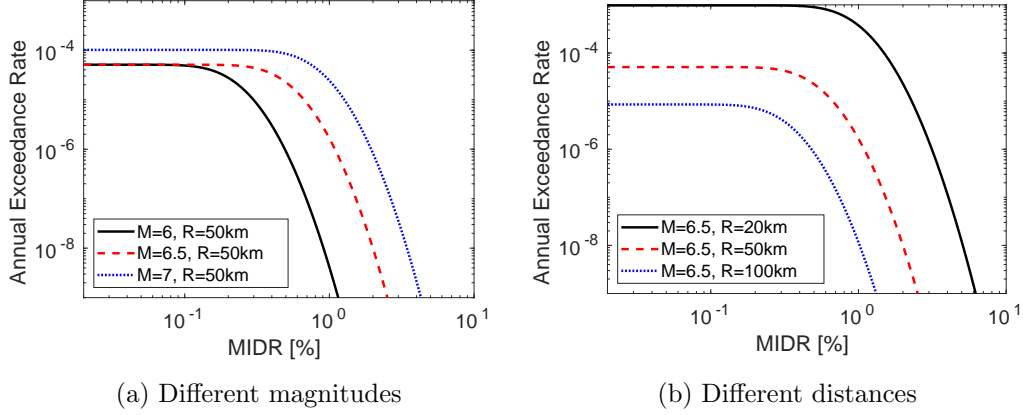 Annual Exceedance Rate
10^-4
10^-6
10^-8
M=6, R=50km
M=6.5, R=50km
M=7, R=50km
10^-1
10^0
10^1
MIDR [%]
(a) Different magnitudes
Annual Exceedance Rate
10^-4
10^-6
10^-8
M=6.5, R=20km
M=6.5, R=50km
M=6.5, R=100km
10^-1
10^0
10^1
MIDR [%]
(b) Different distances